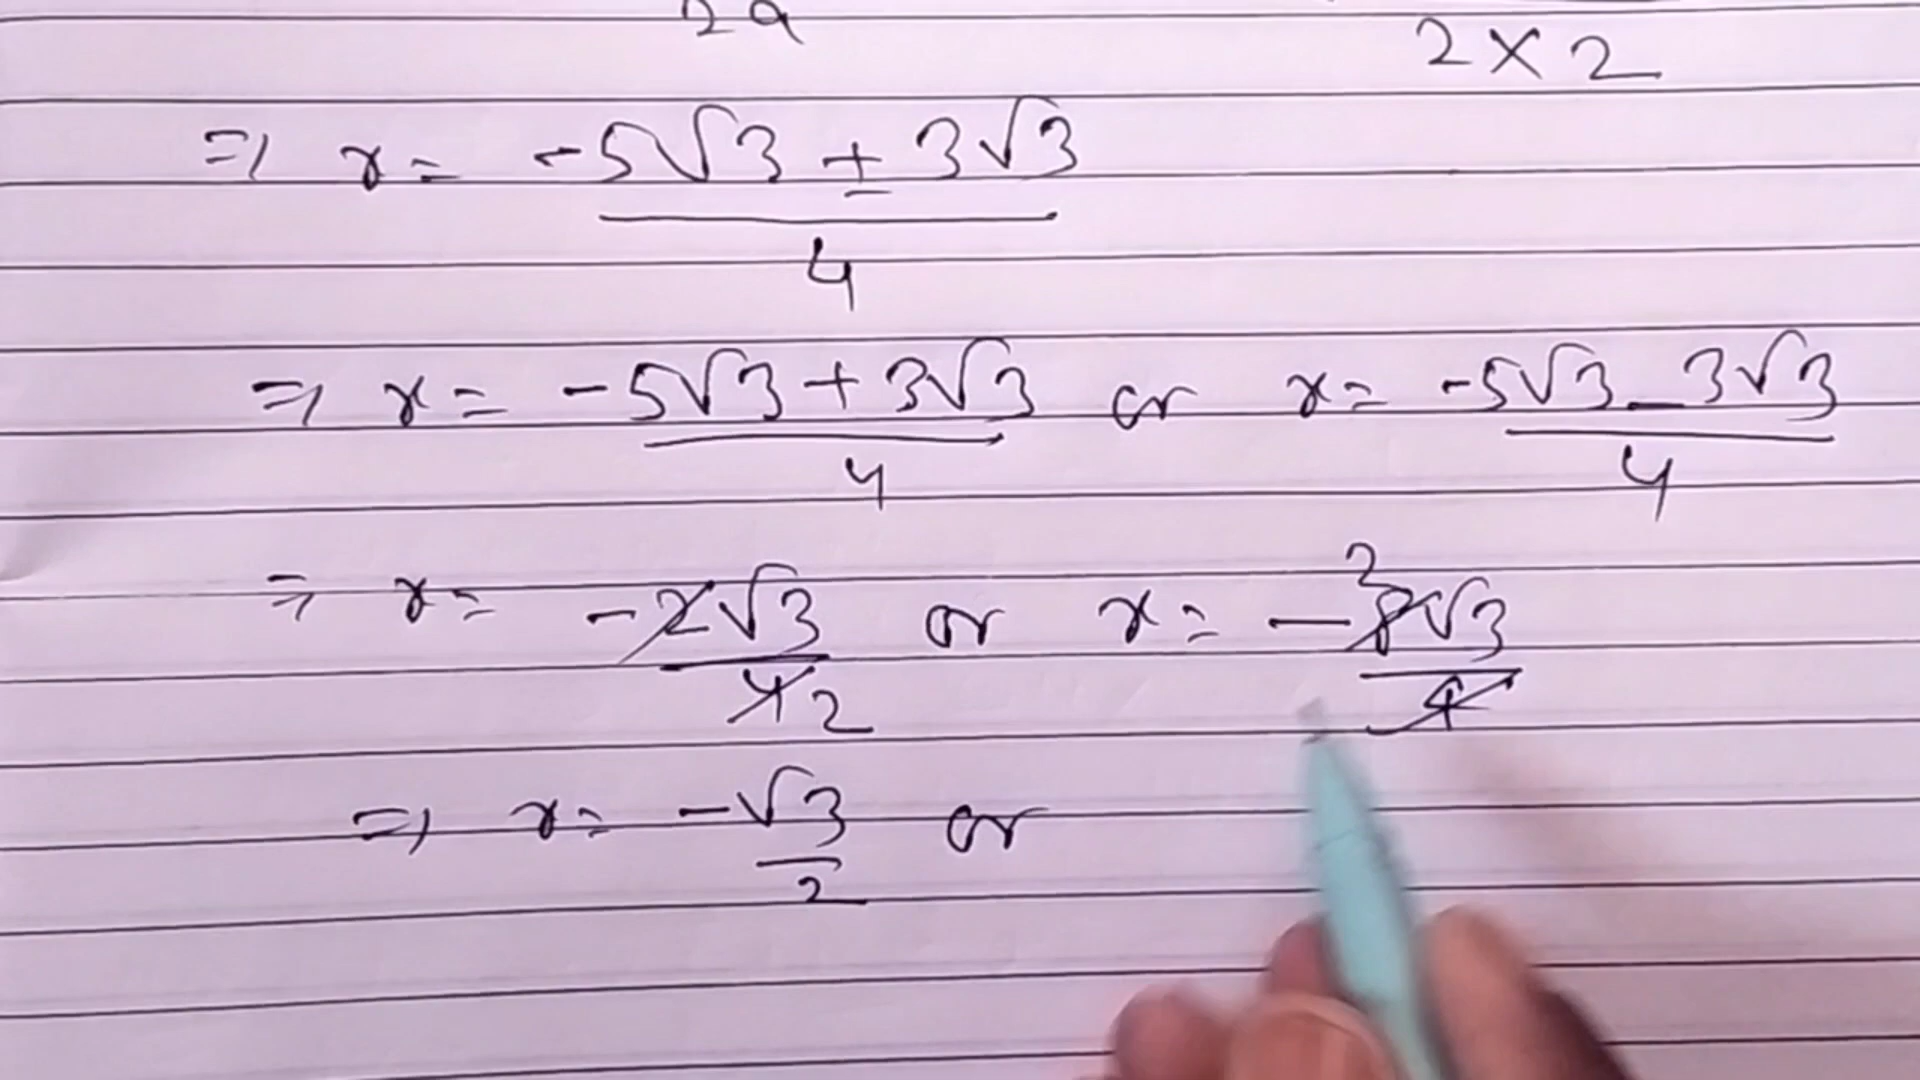 2a 2 × 2
⇒ x = -5√3 ± 3√3 / 4
⇒ x = -5√3 + 3√3 / 4 or x = -5√3 - 3√3 / 4
⇒ x = -2√3 / 4 2 or x = - 2 8√3 / 4
⇒ x = -√3 / 2 or